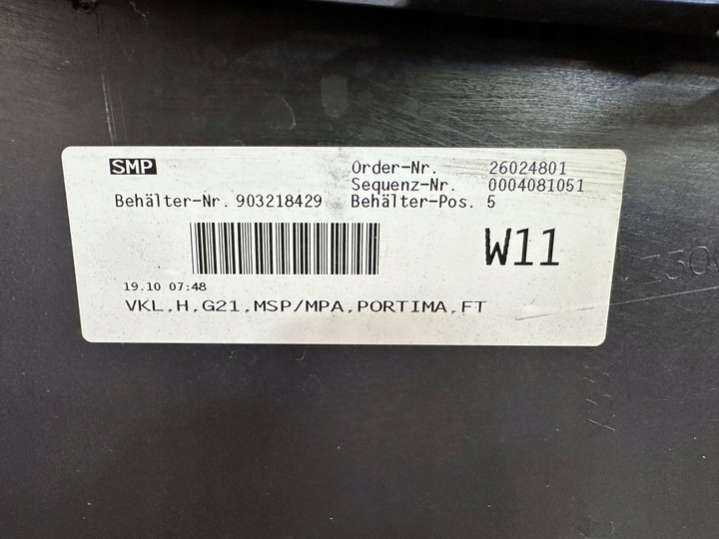 SMP
Order-Nr. 26024801
Sequenz-Nr. 0004081051
Behälter-Nr. 903218429 Behälter-Pos. 5
W11
19.10 07:48
VKL,H,G21,MSP/MPA,PORTIMA,FT